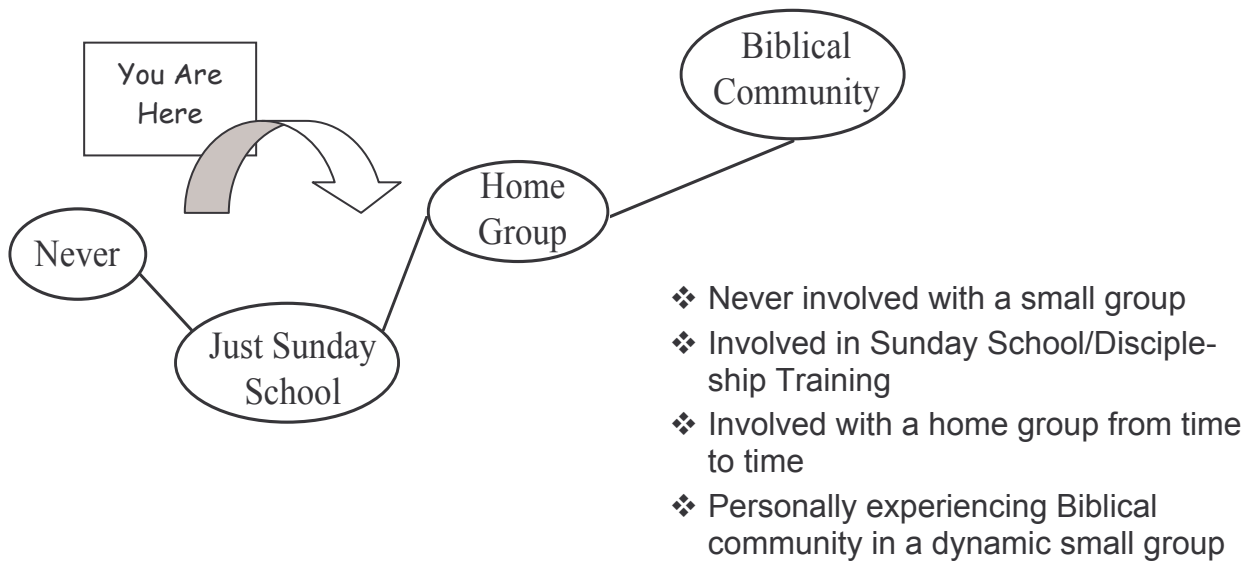 You Are
Here
Never
Just Sunday
School
Home
Group
Biblical
Community
❖ Never involved with a small group
❖ Involved in Sunday School/Disciple-
ship Training
❖ Involved with a home group from time
to time
❖ Personally experiencing Biblical
community in a dynamic small group